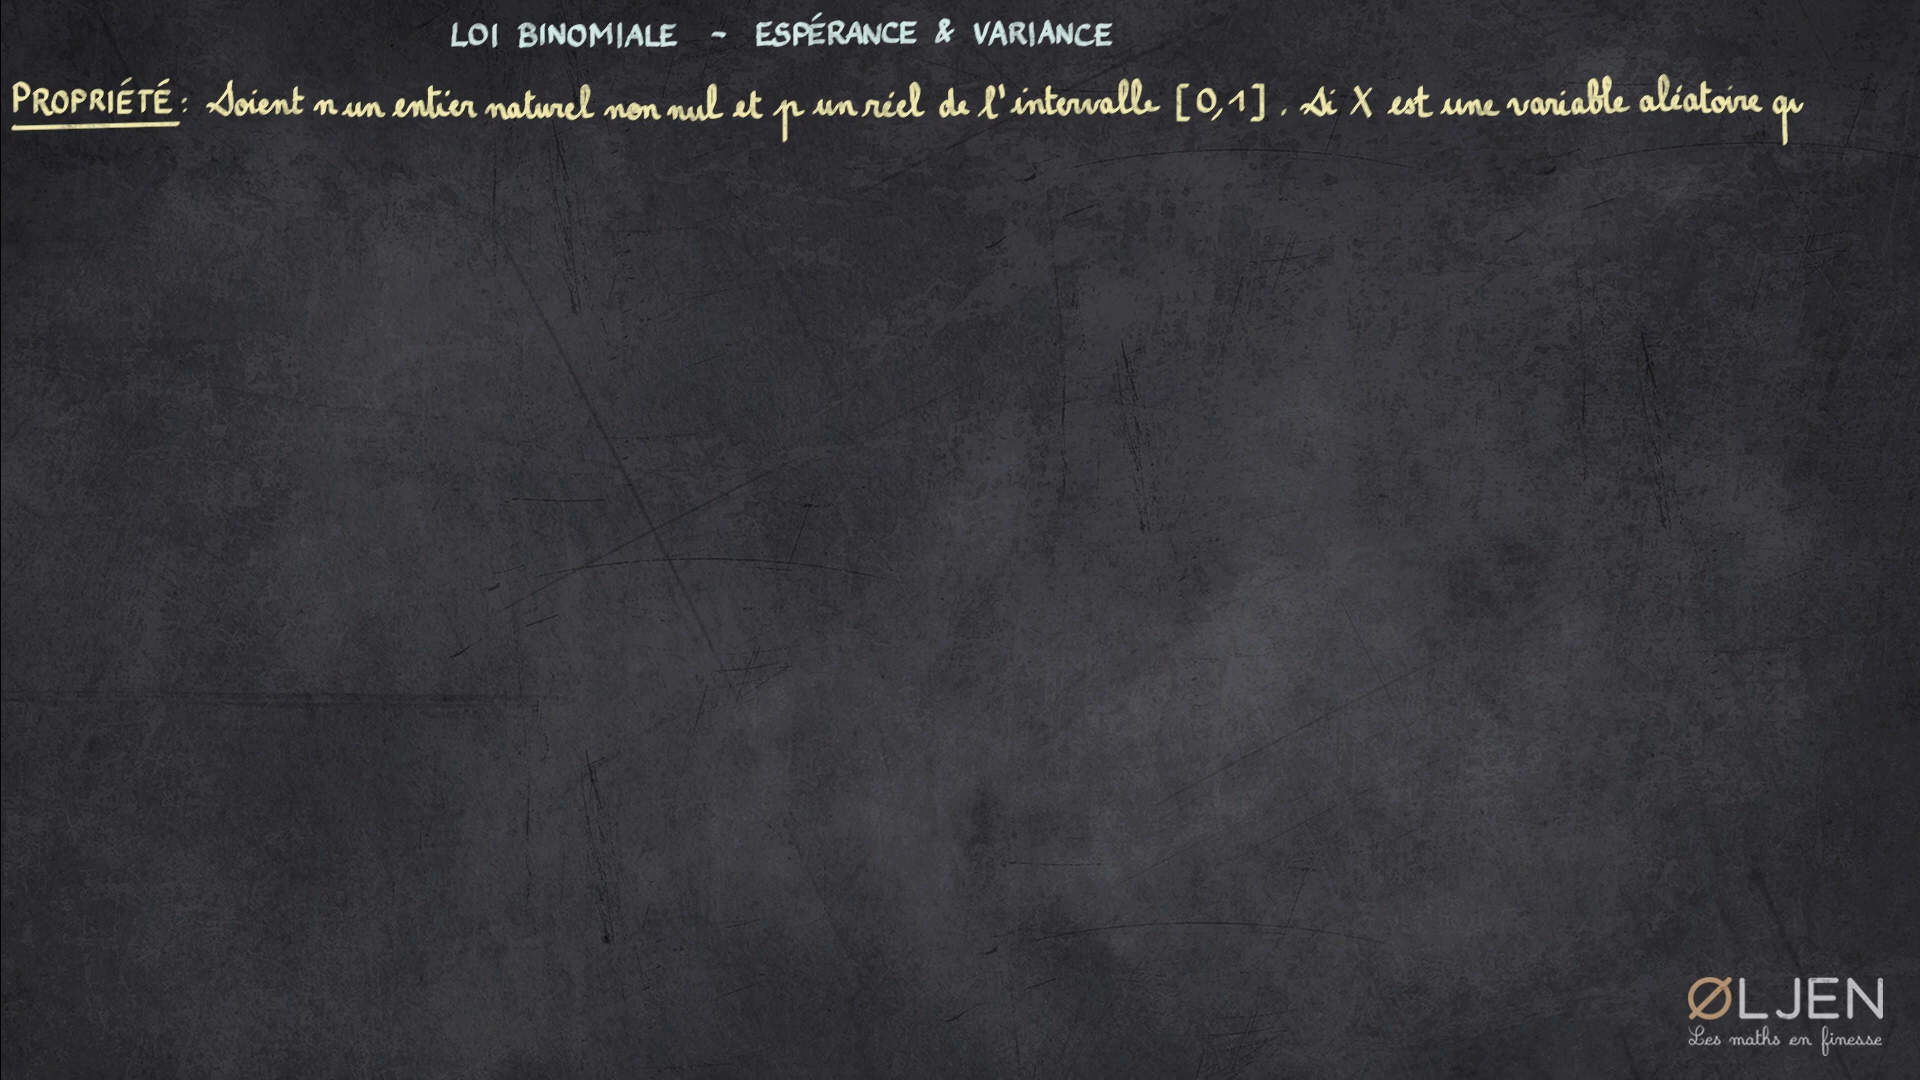 LOI BINOMIALE - ESPÉRANCE & VARIANCE
PROPRIÉTÉ : Soient n un entier naturel non nul et p un réel de l'intervalle [0,1]. Si X est une variable aléatoire qu
ØLJEN
Les maths en finesse